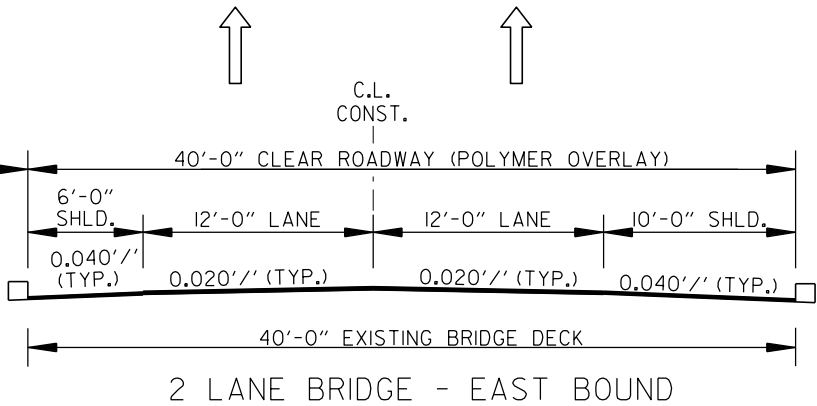 C.L.
CONST.
40'-0" CLEAR ROADWAY (POLYMER OVERLAY)
6'-0"
SHLD.
12'-0" LANE
12'-0" LANE
10'-0" SHLD.
0.040'/'
(TYP.)
0.020'/' (TYP.)
0.020'/' (TYP.)
0.040'/' (TYP.)
40'-0" EXISTING BRIDGE DECK
2 LANE BRIDGE - EAST BOUND